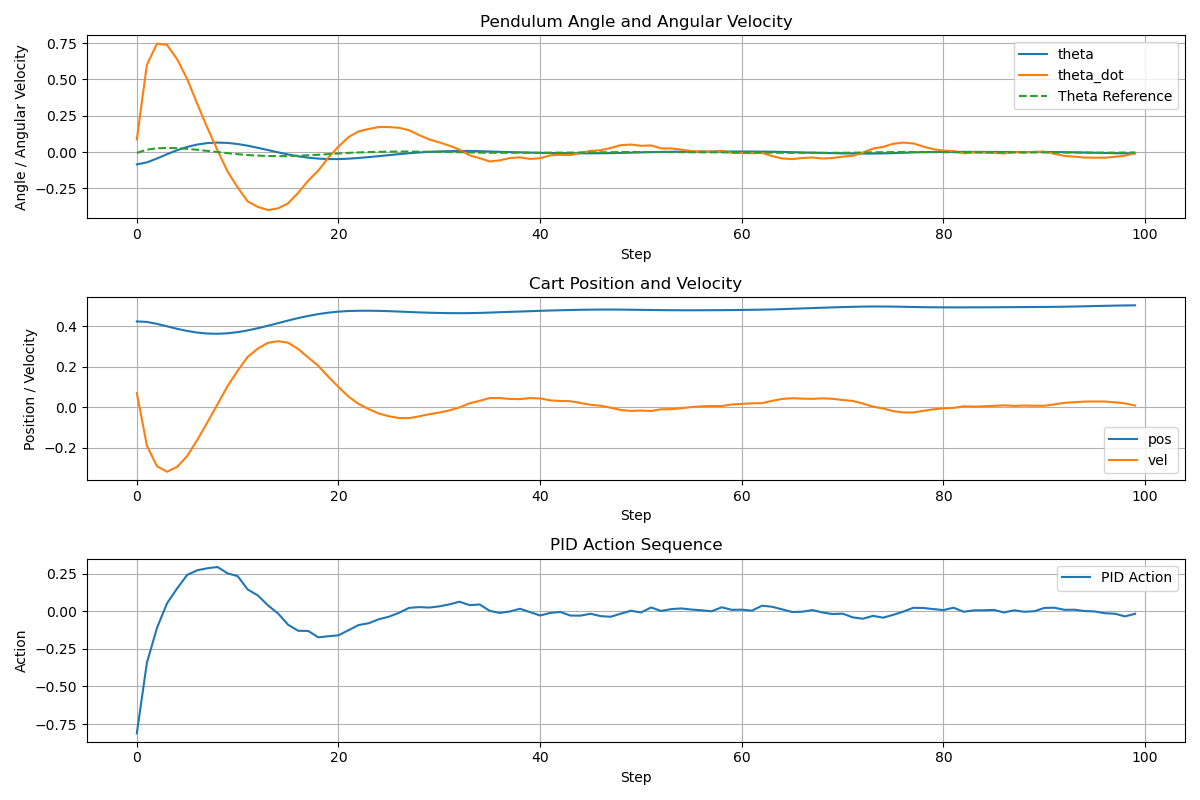 Pendulum Angle and Angular Velocity
Angle / Angular Velocity
0.75
0.50
0.25
0.00
−0.25
theta
theta_dot
Theta Reference
0 20 40 60 80 100
Step
Cart Position and Velocity
Position / Velocity
0.4
0.2
0.0
−0.2
pos
vel
0 20 40 60 80 100
Step
PID Action Sequence
Action
0.25
0.00
−0.25
−0.50
−0.75
PID Action
0 20 40 60 80 100
Step